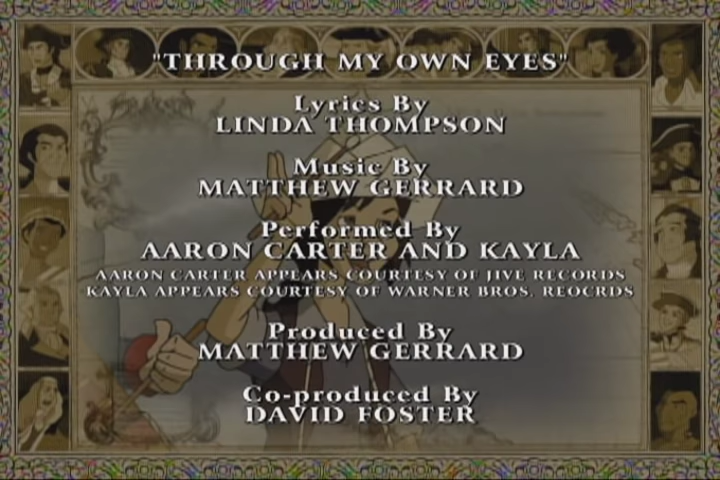 "THROUGH MY OWN EYES"
Lyrics By
LINDA THOMPSON
Music By
MATTHEW GERRARD
Performed By
AARON CARTER AND KAYLA
AARON CARTER APPEARS COURTESY OF JIVE RECORDS
KAYLA APPEARS COURTESY OF WARNER BROS. REOCRDS
Produced By
MATTHEW GERRARD
Co-produced By
DAVID FOSTER